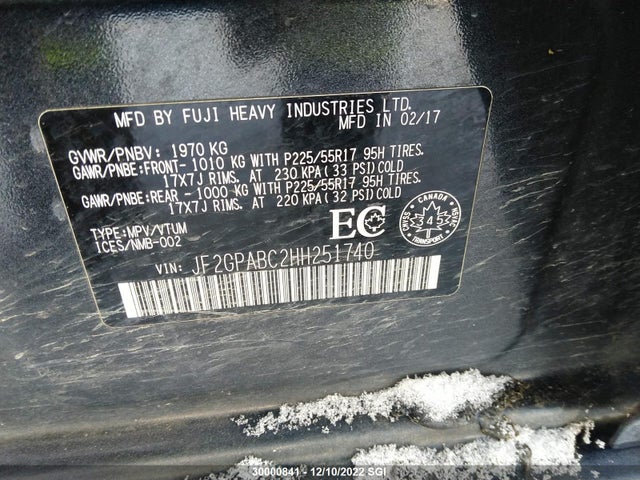 MFD BY FUJI HEAVY INDUSTRIES LTD.
MFD IN 02/17
GVWR/PNBV: 1970 KG
GAWR/PNBE:FRONT-1010 KG WITH P225/55R17 95H TIRES.
17X7J RIMS. AT 230 KPA (33 PSI)COLD
GAWR/PNBE:REAR -1000 KG WITH P225/55R17 95H TIRES.
17X7J RIMS. AT 220 KPA (32 PSI)COLD
TYPE:MPV/VTUM
ICES/NMB-002
EC
CANADA
CMVSS
345
NSVAC
TRANSPORT
VIN: JF2GPABC2HH251740
30000841 — 12/10/2022 SGI